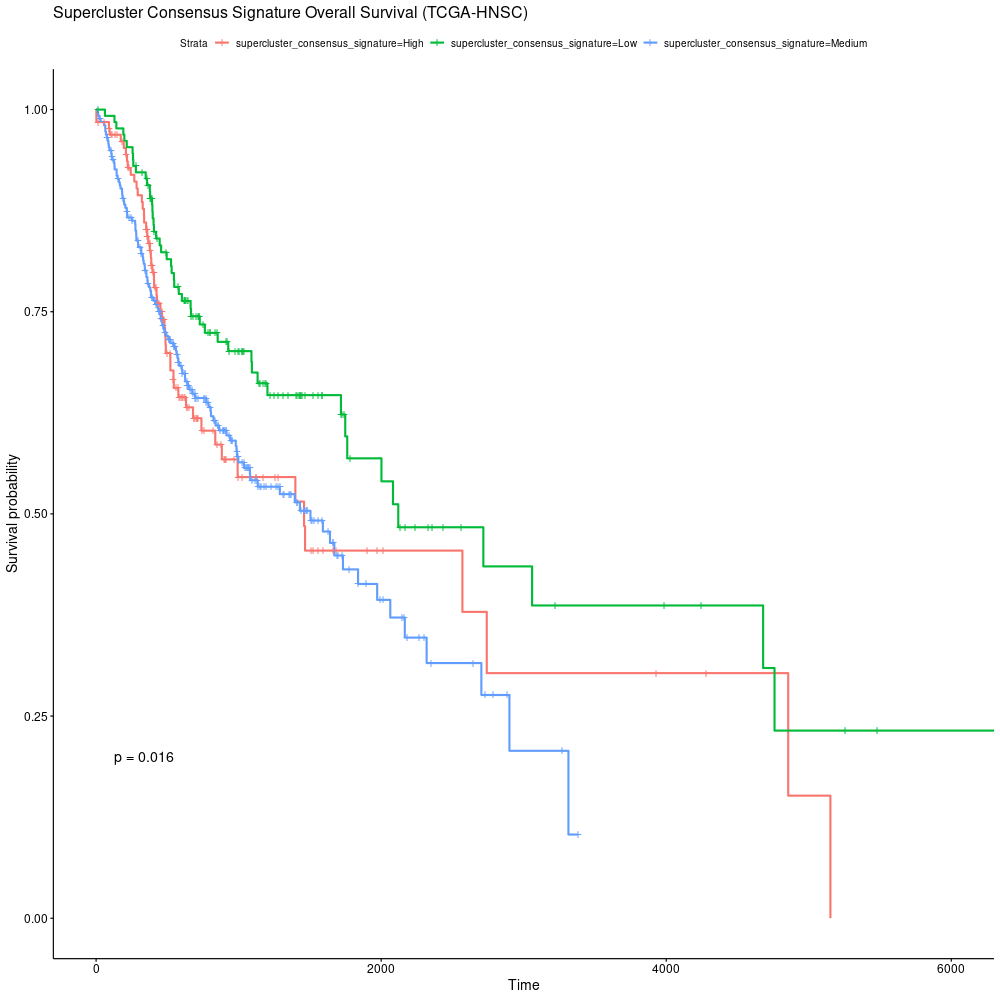 Supercluster Consensus Signature Overall Survival (TCGA-HNSC)
Strata supercluster_consensus_signature=High supercluster_consensus_signature=Low supercluster_consensus_signature=Medium
1.00
0.75
0.50
0.25
0.00
Survival probability
p = 0.016
0 2000 4000 6000
Time